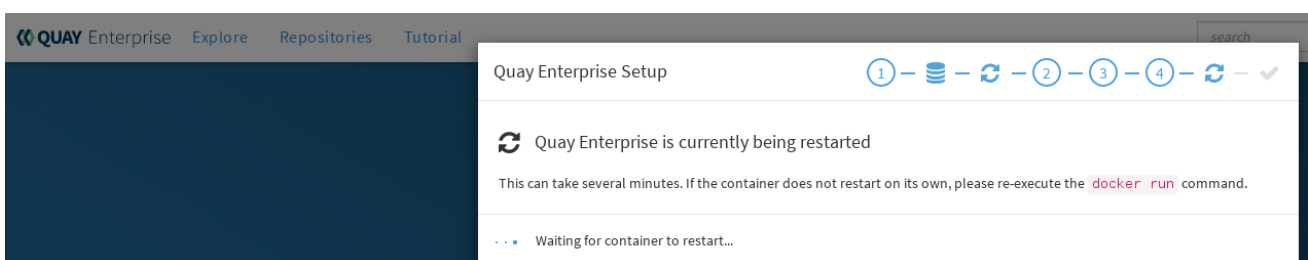 QUAY Enterprise Explore Repositories Tutorial search
Quay Enterprise Setup 1 2 3 4
Quay Enterprise is currently being restarted
This can take several minutes. If the container does not restart on its own, please re-execute the docker run command.
Waiting for container to restart...